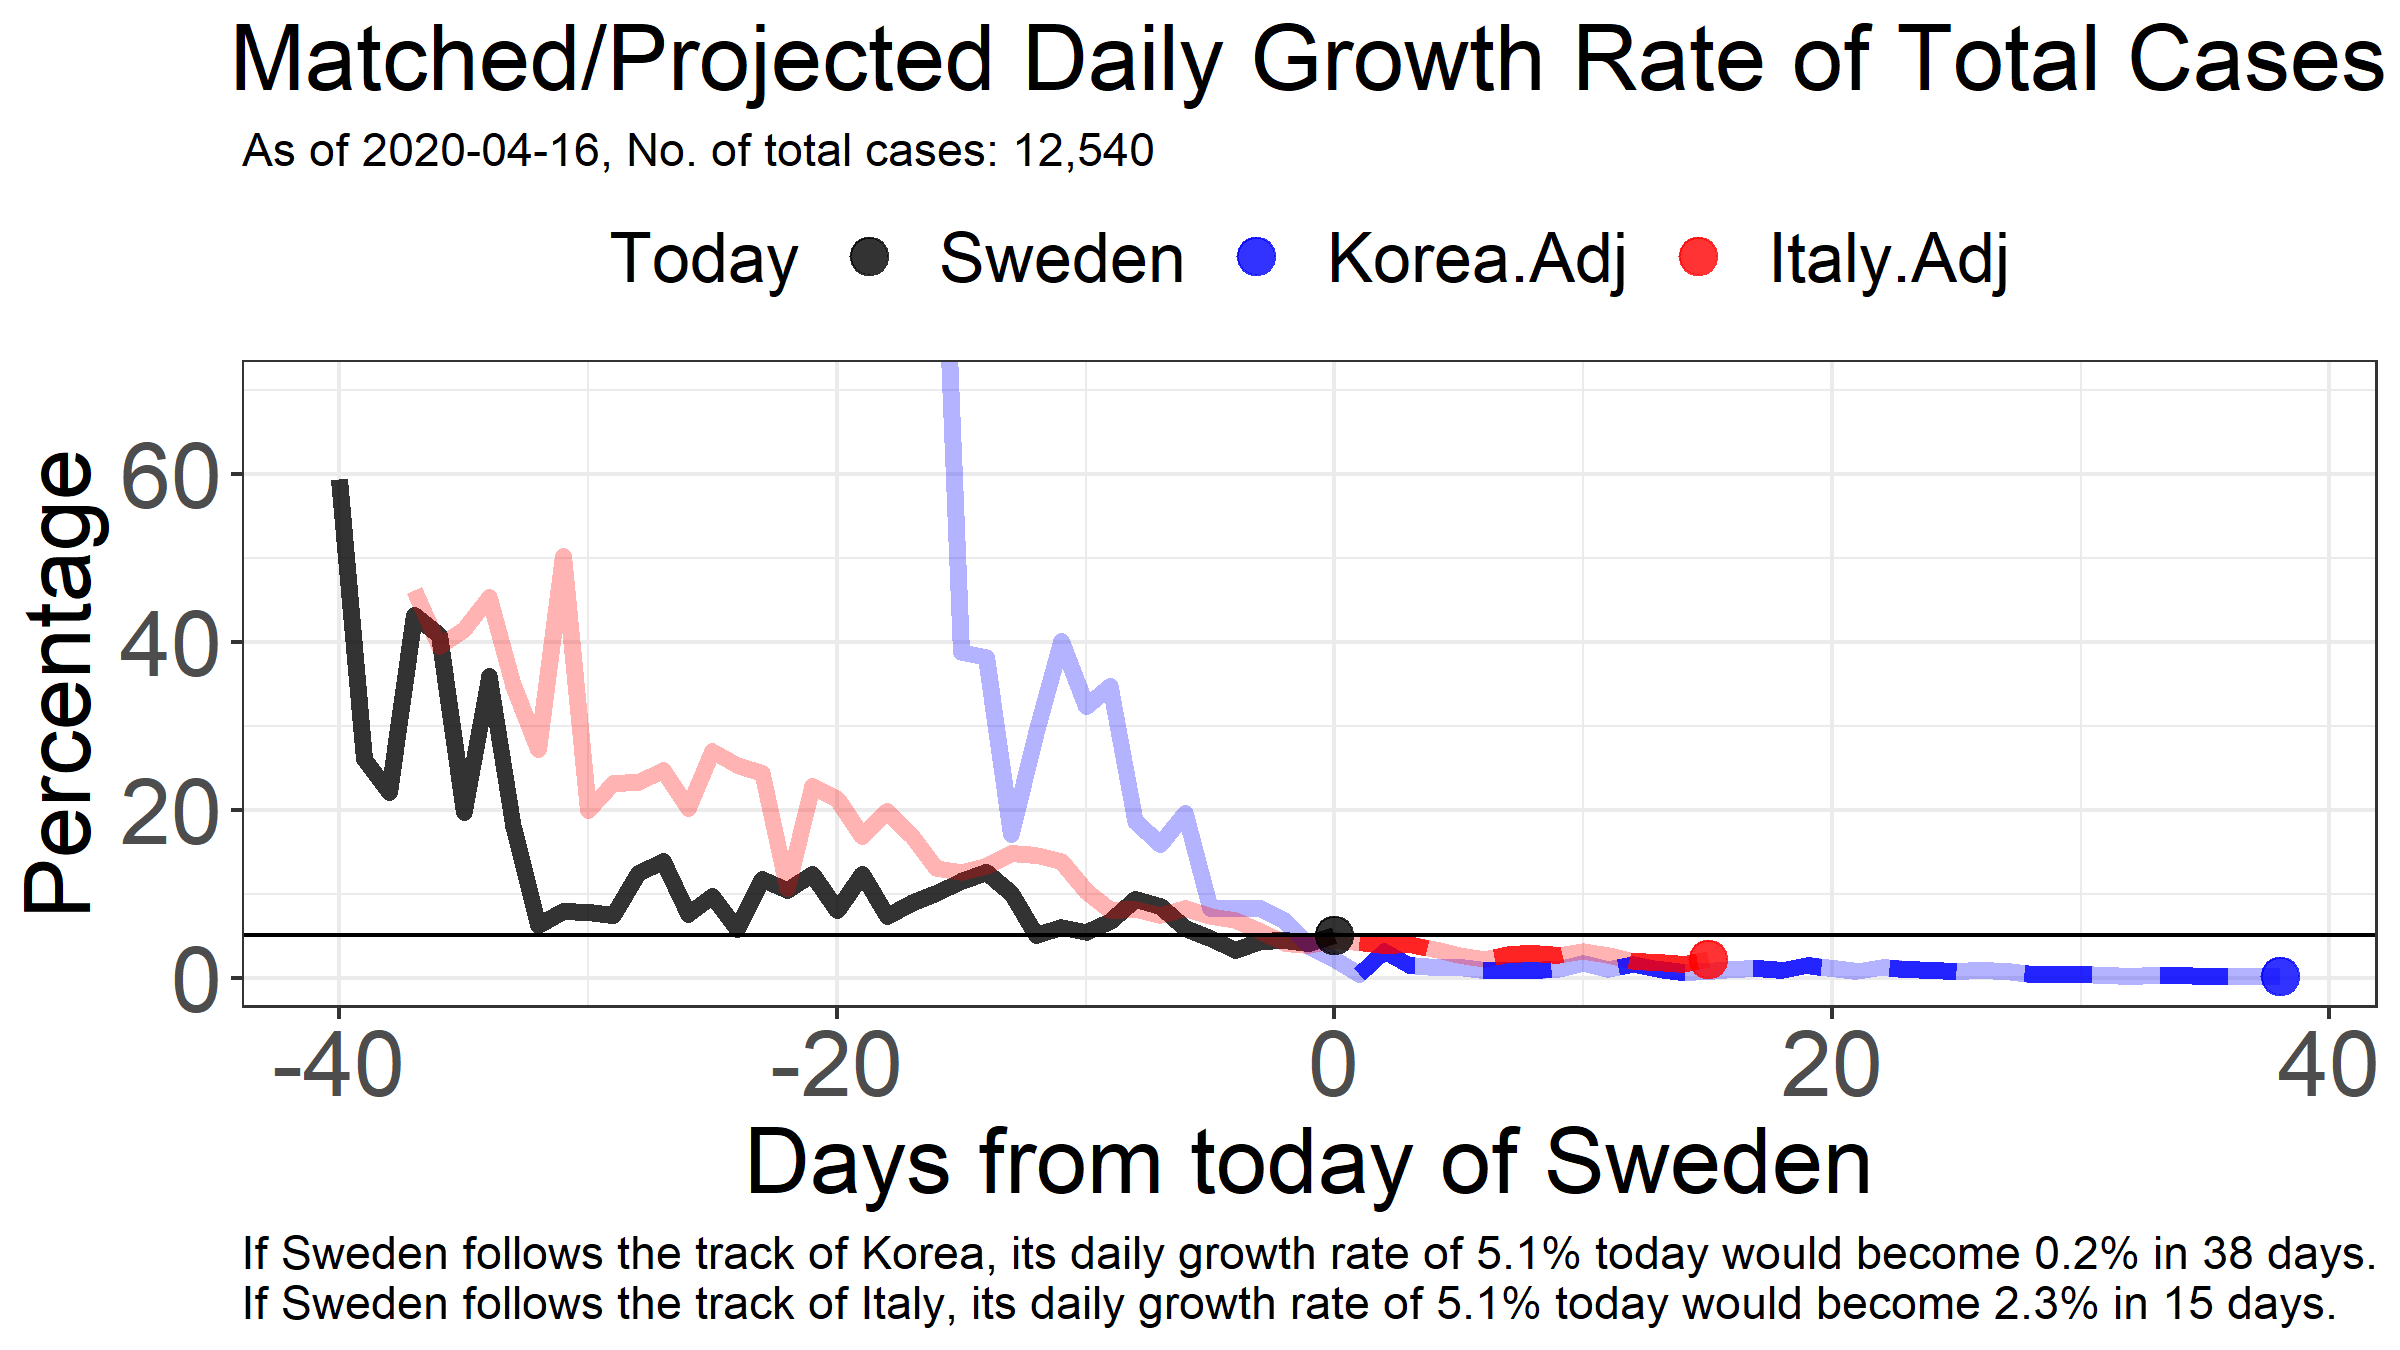 Matched/Projected Daily Growth Rate of Total Cases
As of 2020-04-16, No. of total cases: 12,540
Today Sweden Korea.Adj Italy.Adj
Percentage
60
40
20
0
-40 -20 0 20 40
Days from today of Sweden
If Sweden follows the track of Korea, its daily growth rate of 5.1% today would become 0.2% in 38 days.
If Sweden follows the track of Italy, its daily growth rate of 5.1% today would become 2.3% in 15 days.